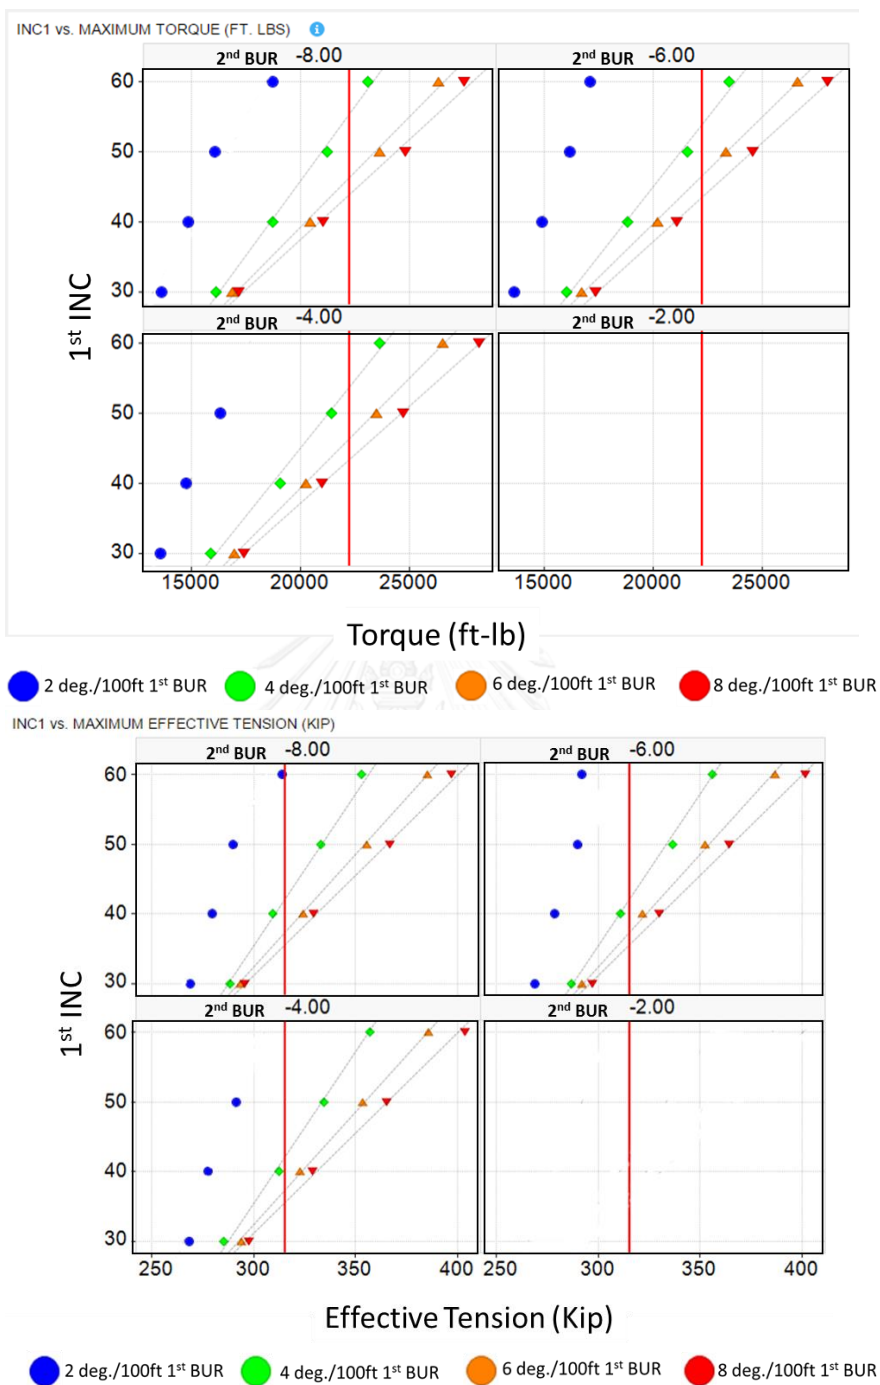 INC1 vs. MAXIMUM TORQUE (FT. LBS) i
2nd BUR -8.00
2nd BUR -6.00
60
50
40
30
1st INC
2nd BUR -4.00
2nd BUR -2.00
60
50
40
30
15000 20000 25000
15000 20000 25000
Torque (ft-lb)
2 deg./100ft 1st BUR
4 deg./100ft 1st BUR
6 deg./100ft 1st BUR
8 deg./100ft 1st BUR
INC1 vs. MAXIMUM EFFECTIVE TENSION (KIP)
2nd BUR -8.00
2nd BUR -6.00
60
50
40
30
1st INC
2nd BUR -4.00
2nd BUR -2.00
60
50
40
30
250 300 350 400
250 300 350 400
Effective Tension (Kip)
2 deg./100ft 1st BUR
4 deg./100ft 1st BUR
6 deg./100ft 1st BUR
8 deg./100ft 1st BUR